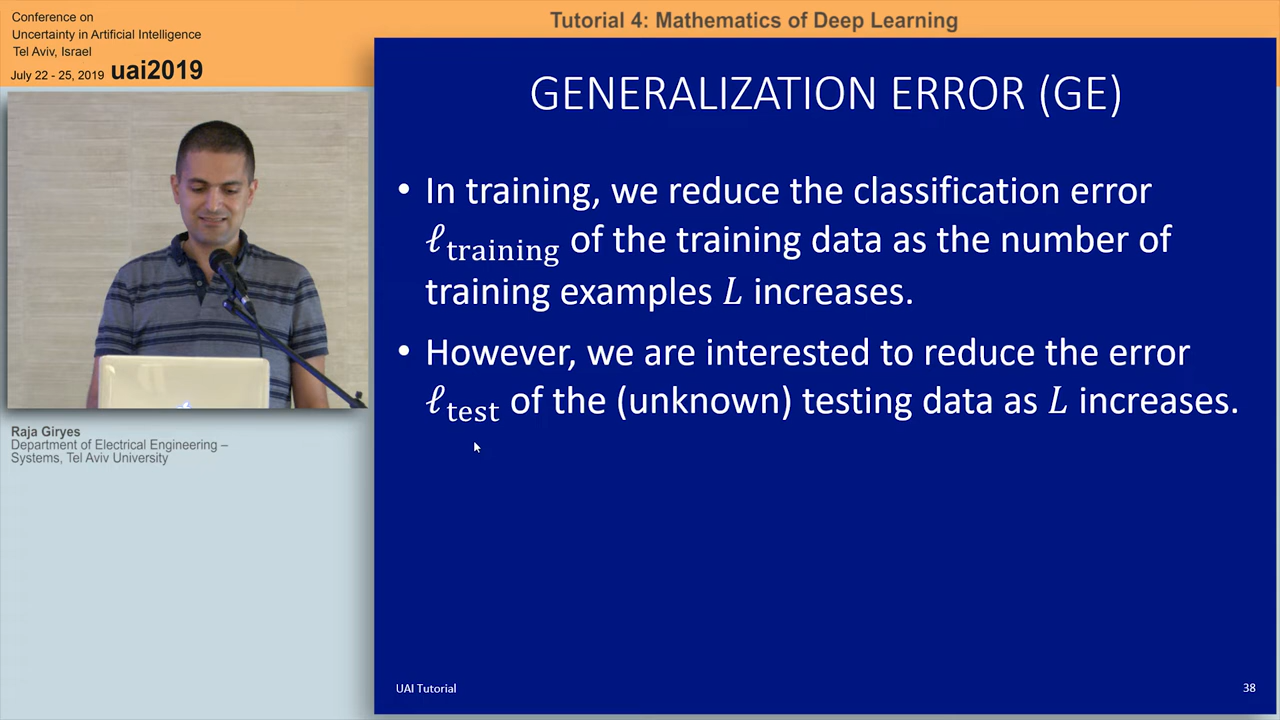 Conference on
Uncertainty in Artificial Intelligence
Tel Aviv, Israel
July 22 - 25, 2019 uai2019
Tutorial 4: Mathematics of Deep Learning
GENERALIZATION ERROR (GE)
• In training, we reduce the classification error
ℓtraining of the training data as the number of
training examples L increases.
• However, we are interested to reduce the error
ℓtest of the (unknown) testing data as L increases.
Raja Giryes
Department of Electrical Engineering –
Systems, Tel Aviv University
UAI Tutorial
38